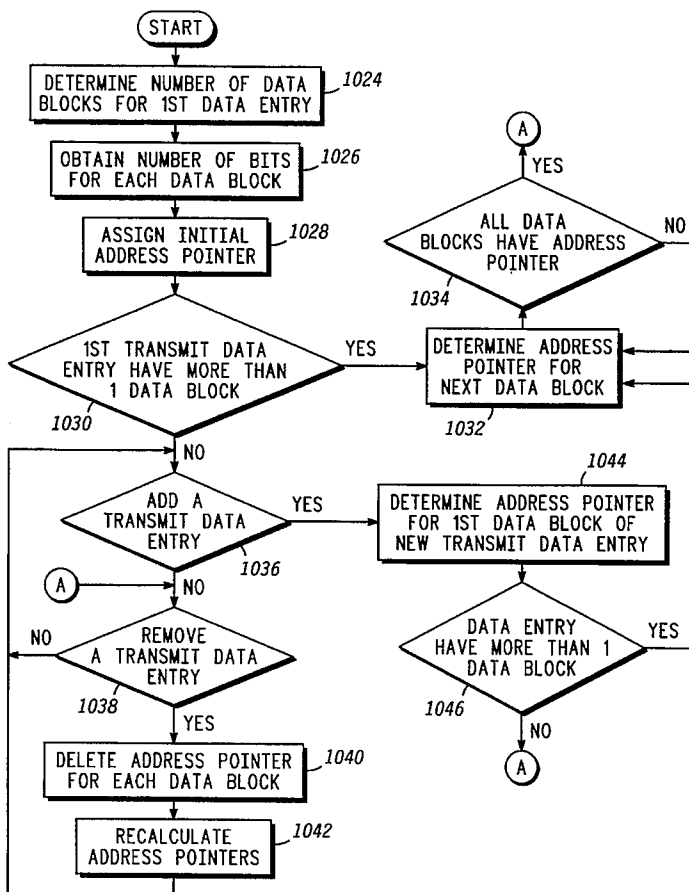 START
DETERMINE NUMBER OF DATA
BLOCKS FOR 1ST DATA ENTRY
1024
OBTAIN NUMBER OF BITS
FOR EACH DATA BLOCK
1026
ASSIGN INITIAL
ADDRESS POINTER
1028
1ST TRANSMIT DATA
ENTRY HAVE MORE THAN
1 DATA BLOCK
1030
YES
NO
A
YES
ALL DATA
BLOCKS HAVE ADDRESS
POINTER
1034
NO
DETERMINE ADDRESS
POINTER FOR
NEXT DATA BLOCK
1032
ADD A
TRANSMIT DATA
ENTRY
1036
YES
NO
1044
DETERMINE ADDRESS POINTER
FOR 1ST DATA BLOCK OF
NEW TRANSMIT DATA ENTRY
DATA ENTRY
HAVE MORE THAN 1
DATA BLOCK
1046
YES
NO
A
A
REMOVE
A TRANSMIT DATA
ENTRY
1038
NO
YES
DELETE ADDRESS POINTER
FOR EACH DATA BLOCK
1040
RECALCULATE
ADDRESS POINTERS
1042